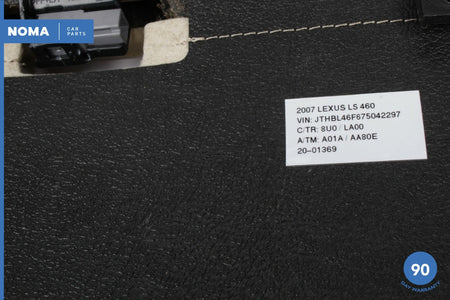 NOMA
CAR
PARTS
2007 LEXUS LS 460
VIN: JTHBL46F675042297
C/TR: 8U0 / LA00
A/TM: A01A / AA80E
20-01369
90
DAY WARRANTY